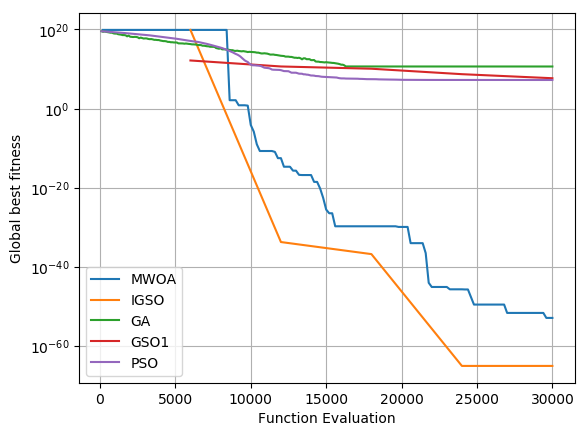 Global best fitness
10^20
10^0
10^−20
10^−40
10^−60
MWOA
IGSO
GA
GSO1
PSO
0 5000 10000 15000 20000 25000 30000
Function Evaluation